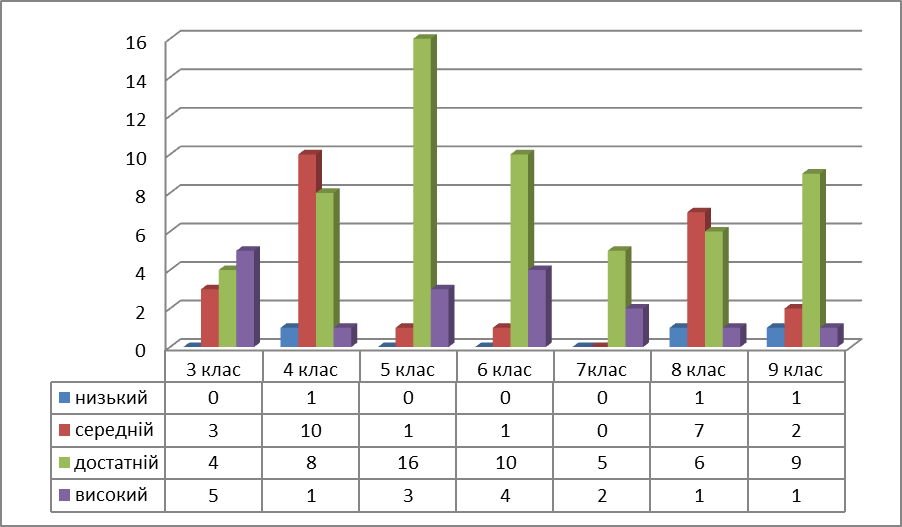 16
14
12
10
8
6
4
2
0
3 клас 4 клас 5 клас 6 клас 7клас 8 клас 9 клас
низький 0 1 0 0 0 1 1
середній 3 10 1 1 0 7 2
достатній 4 8 16 10 5 6 9
високий 5 1 3 4 2 1 1